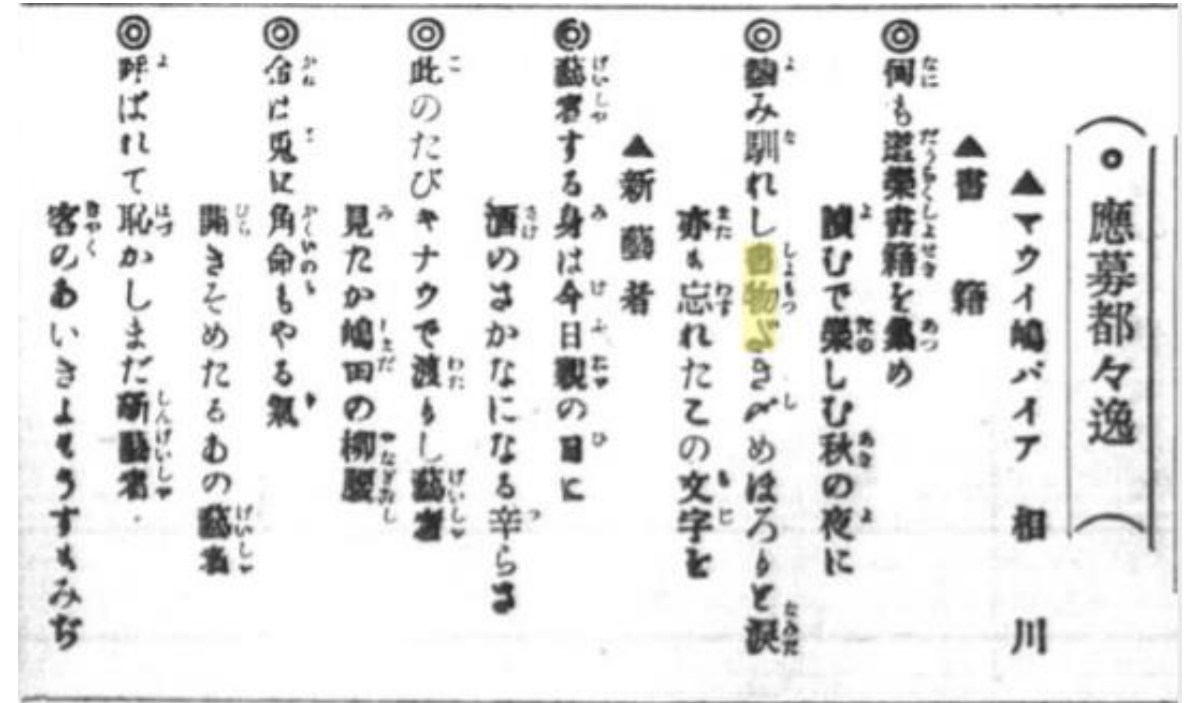 ◦應募都々逸
▲マウイ嶋パイア 相川
▲書籍
◎何も道樂書籍を集め
讀むで樂しむ秋の夜に
◎讀み馴れし書物き〆めほろりと涙
亦も忘れたこの文字を
▲新藝者
◎藝者する身は今日親の日に
酒のさかなになる辛らさ
◎此のたびキナウで渡りし藝者
見たか嶋田の柳腰
◎金は兎に角命もやる氣
開きそめたるあの藝者
◎呼ばれて恥かしまだ新藝者
客のあいきよもうすもみぢ